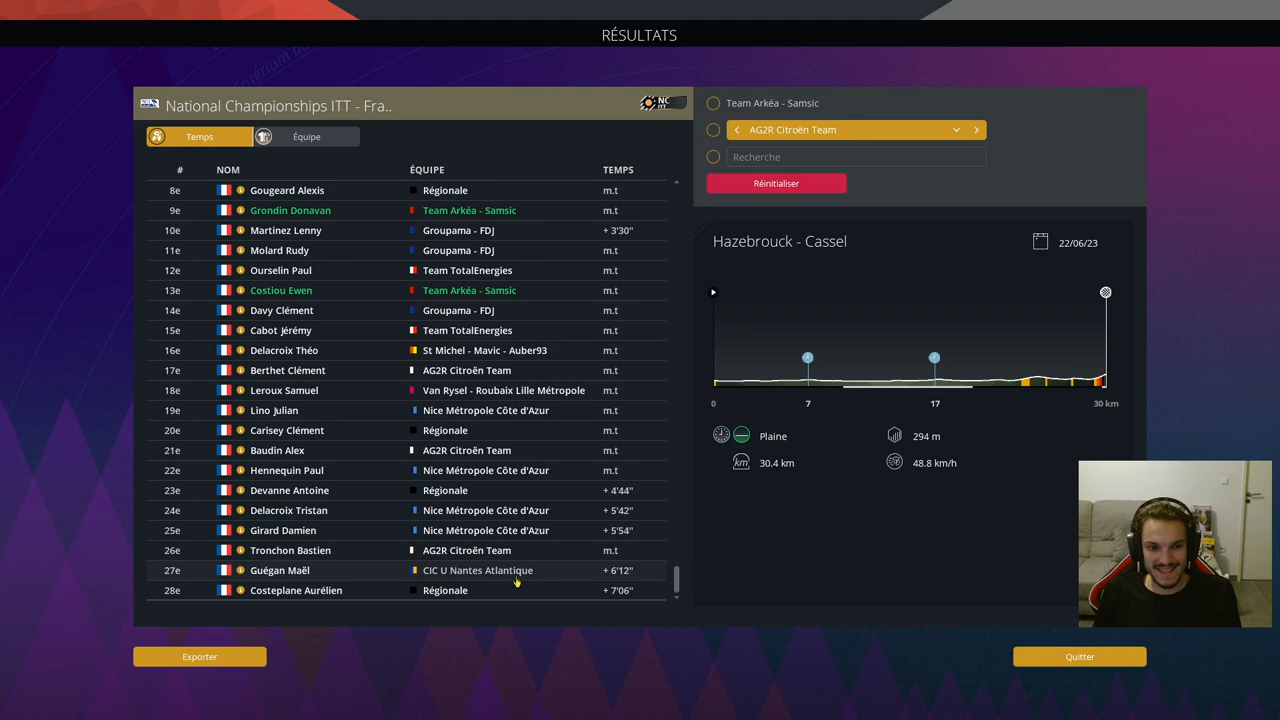 RÉSULTATS
National Championships ITT - Fra..
NC
ITT
Temps
Équipe
# NOM ÉQUIPE TEMPS
8e Gougeard Alexis Régionale m.t
9e Grondin Donavan Team Arkéa - Samsic m.t
10e Martinez Lenny Groupama - FDJ + 3'30''
11e Molard Rudy Groupama - FDJ m.t
12e Ourselin Paul Team TotalEnergies m.t
13e Costiou Ewen Team Arkéa - Samsic m.t
14e Davy Clément Groupama - FDJ m.t
15e Cabot Jérémy Team TotalEnergies m.t
16e Delacroix Théo St Michel - Mavic - Auber93 m.t
17e Berthet Clément AG2R Citroën Team m.t
18e Leroux Samuel Van Rysel - Roubaix Lille Métropole m.t
19e Lino Julian Nice Métropole Côte d'Azur m.t
20e Carisey Clément Régionale m.t
21e Baudin Alex AG2R Citroën Team m.t
22e Hennequin Paul Nice Métropole Côte d'Azur m.t
23e Devanne Antoine Régionale + 4'44''
24e Delacroix Tristan Nice Métropole Côte d'Azur + 5'42''
25e Girard Damien Nice Métropole Côte d'Azur + 5'54''
26e Tronchon Bastien AG2R Citroën Team m.t
27e Guégan Maël CIC U Nantes Atlantique + 6'12''
28e Costeplane Aurélien Régionale + 7'06''
Team Arkéa - Samsic
AG2R Citroën Team
Recherche
Réinitialiser
Hazebrouck - Cassel
22/06/23
0 7 17 30 km
Plaine
294 m
km 30.4 km
48.8 km/h
Exporter
Quitter